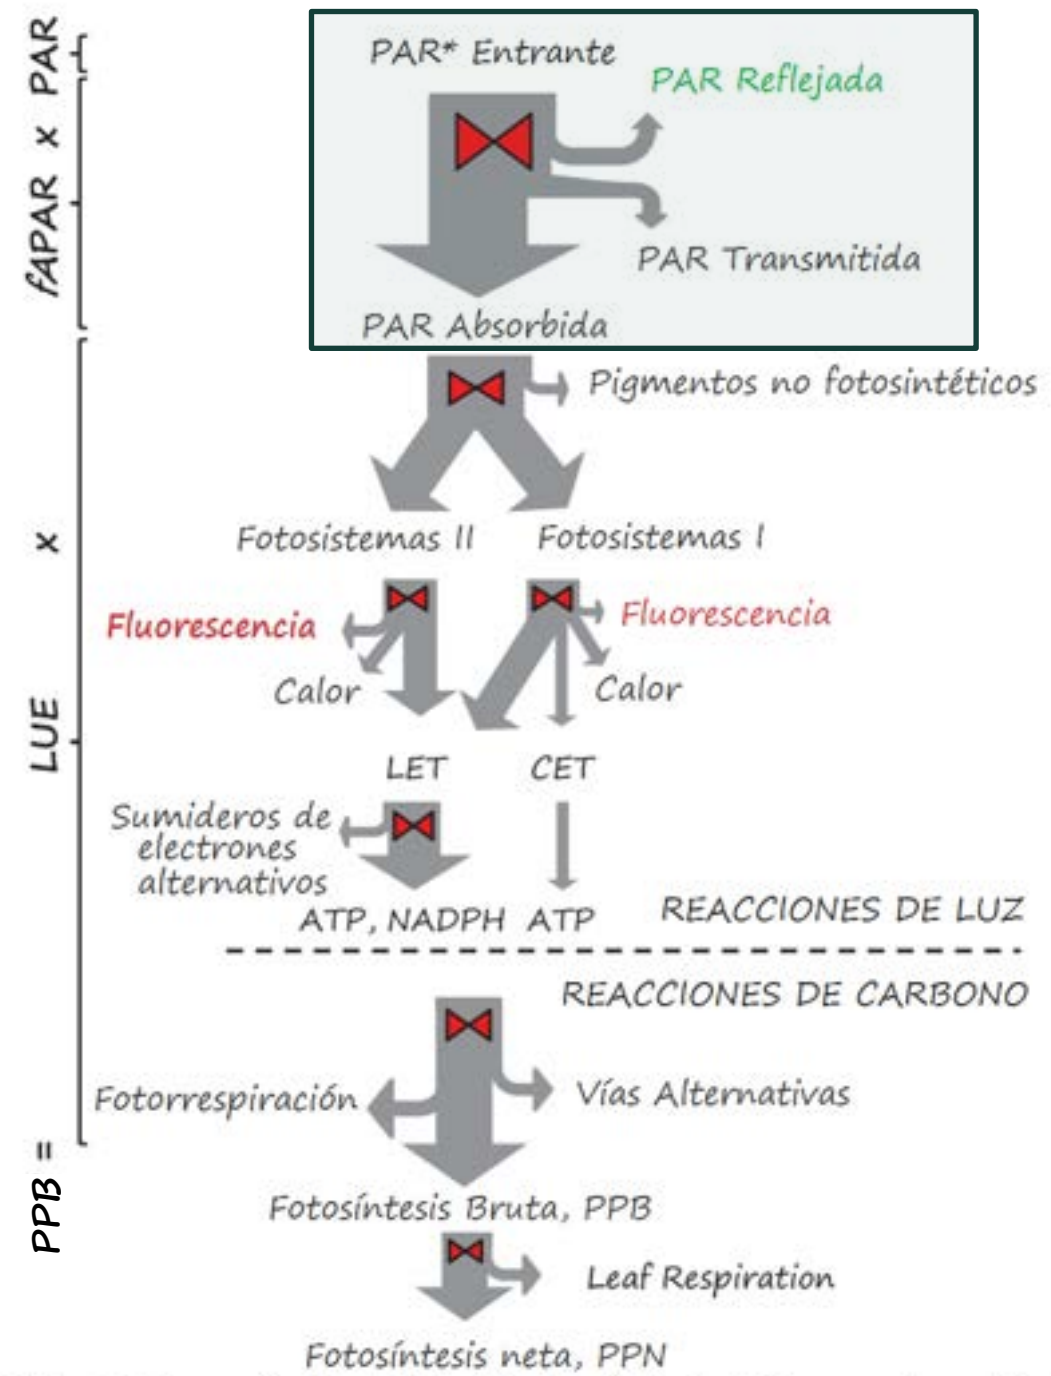 PAR* Entrante
PAR Reflejada
PAR Transmitida
PAR Absorbida
Pigmentos no fotosintéticos
Fotosistemas II
Fotosistemas I
Fluorescencia
Fluorescencia
Calor
Calor
LET
CET
Sumideros de
electrones
alternativos
ATP, NADPH
ATP
REACCIONES DE LUZ
REACCIONES DE CARBONO
Fotorrespiración
Vías Alternativas
Fotosíntesis Bruta, PPB
Leaf Respiration
Fotosíntesis neta, PPN
PPB = LUE x fAPAR x PAR